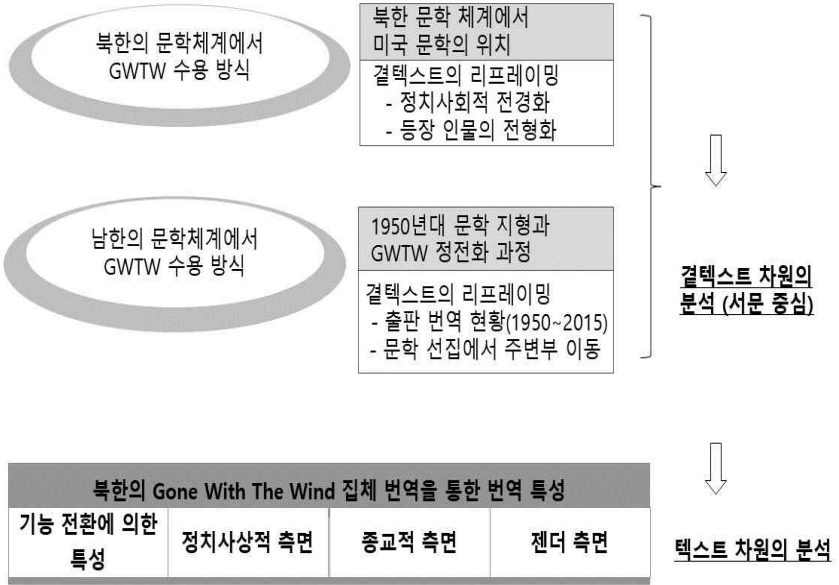 북한의 문학체계에서
GWTW 수용 방식
북한 문학 체계에서
미국 문학의 위치
곁텍스트의 리프레이밍
- 정치사회적 전경화
- 등장 인물의 전형화
남한의 문학체계에서
GWTW 수용 방식
1950년대 문학 지형과
GWTW 정전화 과정
곁텍스트의 리프레이밍
- 출판 번역 현황(1950~2015)
- 문학 선집에서 주변부 이동
곁텍스트 차원의
분석 (서문 중심)
북한의 Gone With The Wind 집체 번역을 통한 번역 특성
기능 전환에 의한
특성
정치사상적 측면
종교적 측면
젠더 측면
텍스트 차원의 분석